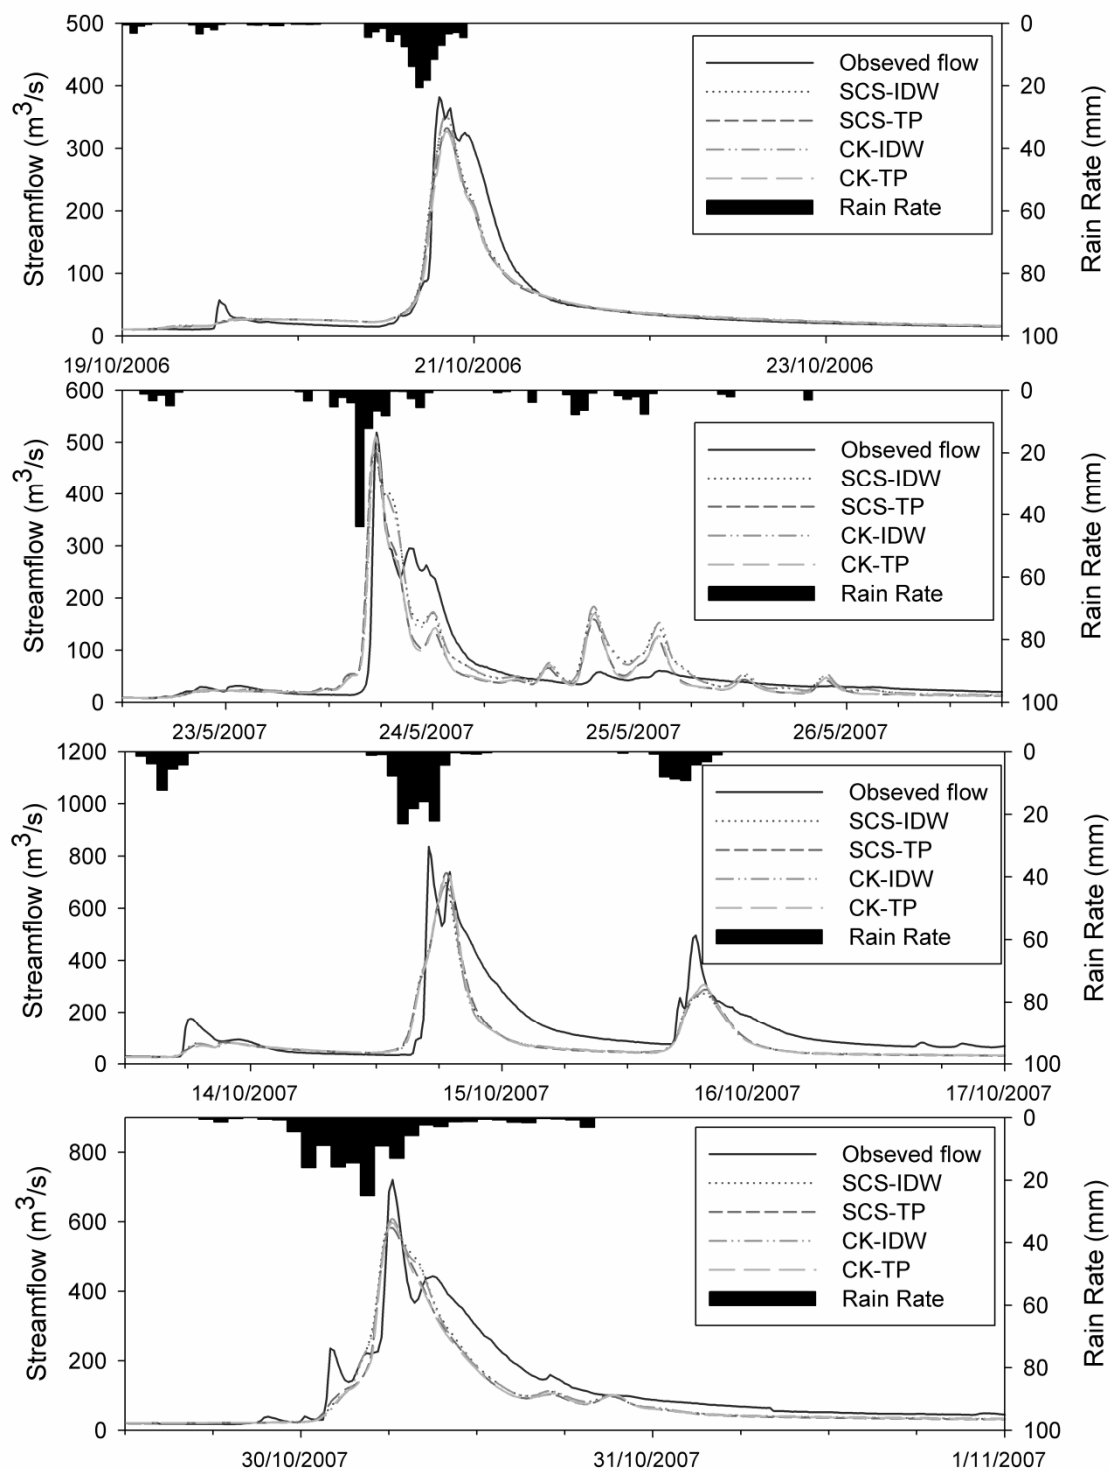 500
400
300
200
100
0
Streamflow (m³/s)
0
20
40
60
80
100
Rain Rate (mm)
Obseved flow
SCS-IDW
SCS-TP
CK-IDW
CK-TP
Rain Rate
19/10/2006
21/10/2006
23/10/2006
600
500
400
300
200
100
0
Streamflow (m³/s)
0
20
40
60
80
100
Rain Rate (mm)
Obseved flow
SCS-IDW
SCS-TP
CK-IDW
CK-TP
Rain Rate
23/5/2007
24/5/2007
25/5/2007
26/5/2007
1200
1000
800
600
400
200
0
Streamflow (m³/s)
0
20
40
60
80
100
Rain Rate (mm)
Obseved flow
SCS-IDW
SCS-TP
CK-IDW
CK-TP
Rain Rate
14/10/2007
15/10/2007
16/10/2007
17/10/2007
800
600
400
200
0
Streamflow (m³/s)
0
20
40
60
80
100
Rain Rate (mm)
Obseved flow
SCS-IDW
SCS-TP
CK-IDW
CK-TP
Rain Rate
30/10/2007
31/10/2007
1/11/2007